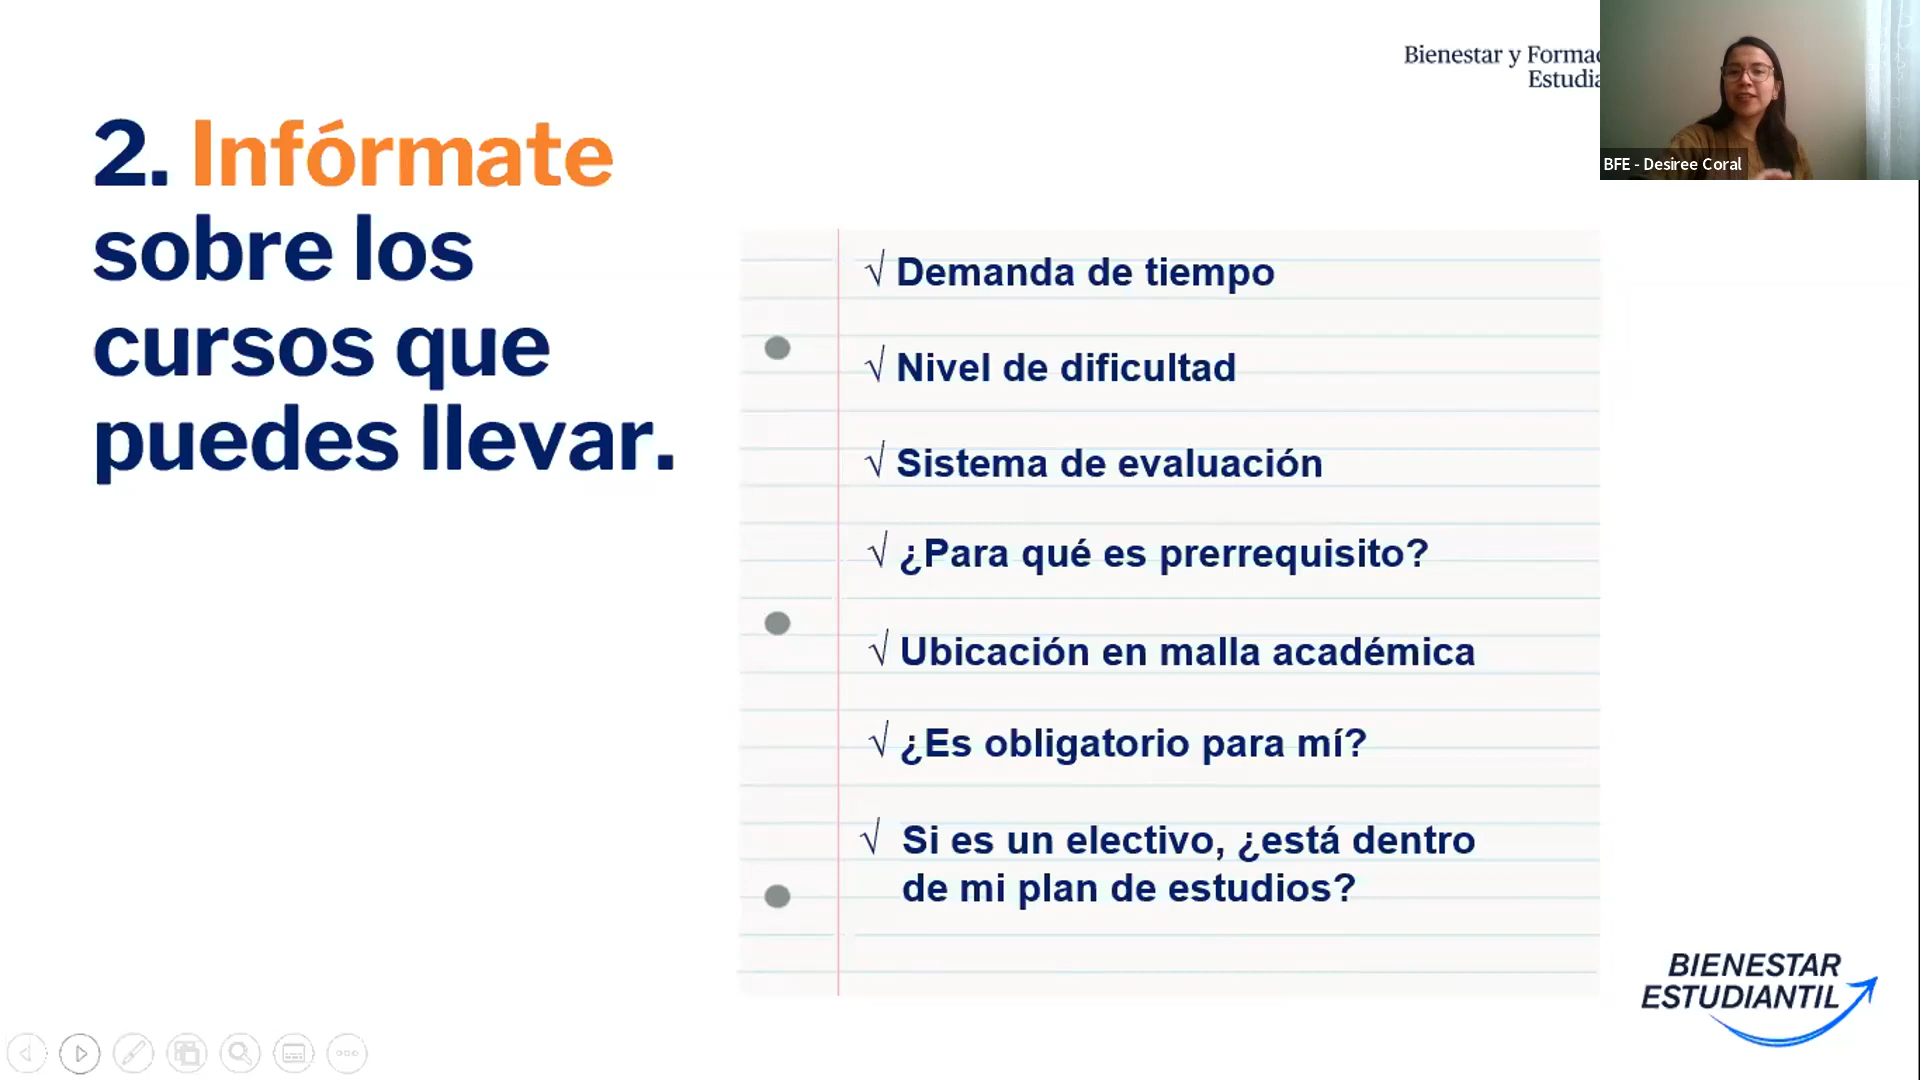 Bienestar y Formac
Estudia
BFE - Desiree Coral
2. Infórmate
sobre los
cursos que
puedes llevar.
√ Demanda de tiempo
√ Nivel de dificultad
√ Sistema de evaluación
√ ¿Para qué es prerrequisito?
√ Ubicación en malla académica
√ ¿Es obligatorio para mí?
√ Si es un electivo, ¿está dentro
de mi plan de estudios?
BIENESTAR
ESTUDIANTIL